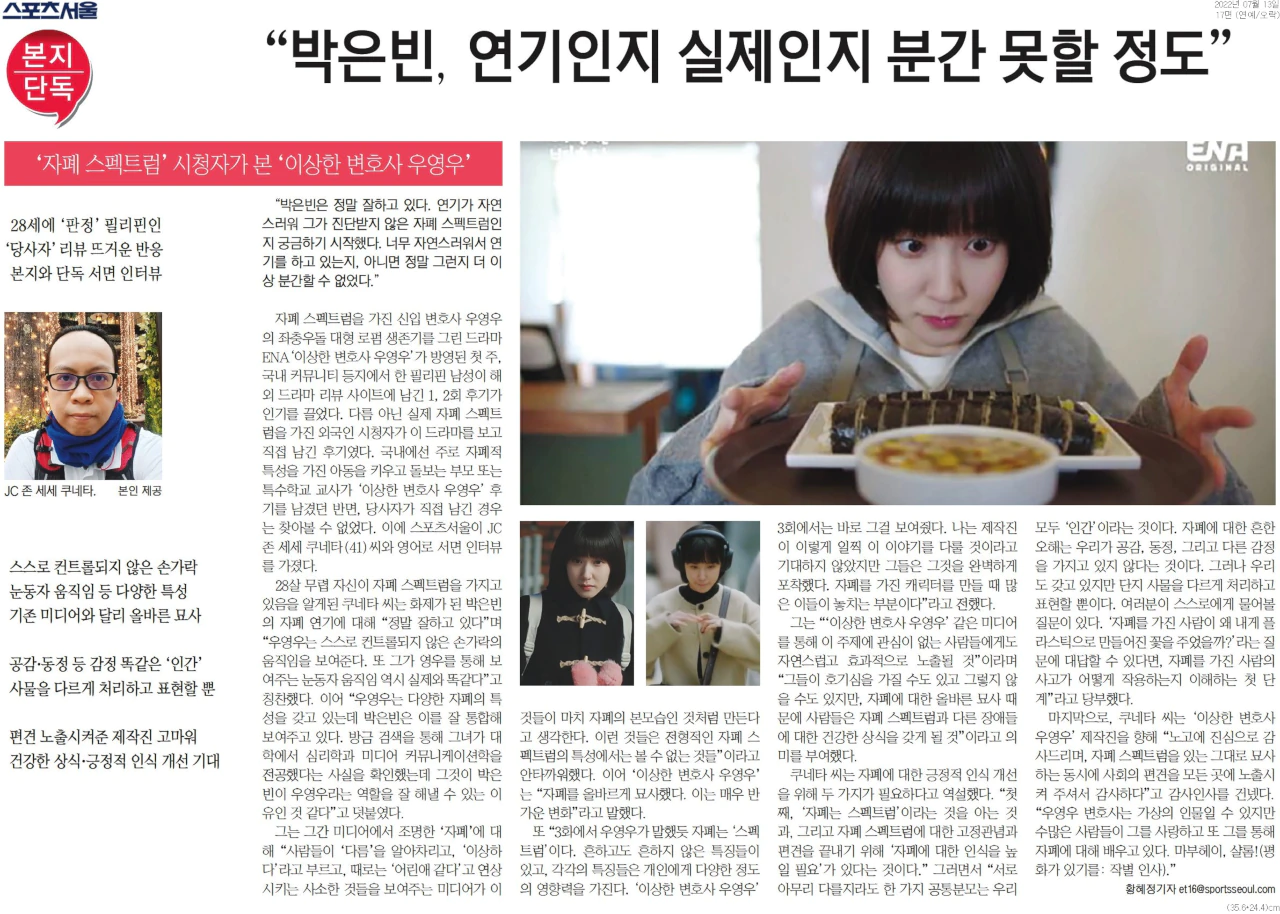 스포츠서울
2022년 07월 13일
17면 (연예/오락)
본지
단독
“박은빈, 연기인지 실제인지 분간 못할 정도”
‘자폐 스펙트럼’ 시청자가 본 ‘이상한 변호사 우영우’
28세에 ‘판정’ 필리핀인
‘당사자’ 리뷰 뜨거운 반응
본지와 단독 서면 인터뷰
JC 존 세세 쿠네타. 본인 제공
스스로 컨트롤되지 않은 손가락
눈동자 움직임 등 다양한 특성
기존 미디어와 달리 올바른 묘사
공감·동정 등 감정 똑같은 ‘인간’
사물을 다르게 처리하고 표현할 뿐
편견 노출시켜준 제작진 고마워
건강한 상식·긍정적 인식 개선 기대
“박은빈은 정말 잘하고 있다. 연기가 자연
스러워 그가 진단받지 않은 자폐 스펙트럼인
지 궁금하기 시작했다. 너무 자연스러워서 연
기를 하고 있는지, 아니면 정말 그런지 더 이
상 분간할 수 없었다.”
자폐 스펙트럼을 가진 신입 변호사 우영우
의 좌충우돌 대형 로펌 생존기를 그린 드라마
ENA ‘이상한 변호사 우영우’가 방영된 첫 주,
국내 커뮤니티 등지에서 한 필리핀 남성이 해
외 드라마 리뷰 사이트에 남긴 1, 2회 후기가
인기를 끌었다. 다름 아닌 실제 자폐 스펙트
럼을 가진 외국인 시청자가 이 드라마를 보고
직접 남긴 후기였다. 국내에선 주로 자폐적
특성을 가진 아동을 키우고 돌보는 부모 또는
특수학교 교사가 ‘이상한 변호사 우영우’ 후
기를 남겼던 반면, 당사자가 직접 남긴 경우
는 찾아볼 수 없었다. 이에 스포츠서울이 JC
존 세세 쿠네타(41) 씨와 영어로 서면 인터뷰
를 가졌다.
28살 무렵 자신이 자폐 스펙트럼을 가지고
있음을 알게된 쿠네타 씨는 화제가 된 박은빈
의 자폐 연기에 대해 “정말 잘하고 있다”며
“우영우는 스스로 컨트롤되지 않은 손가락의
움직임을 보여준다. 또 그가 영우를 통해 보
여주는 눈동자 움직임 역시 실제와 똑같다”고
칭찬했다. 이어 “우영우는 다양한 자폐의 특
성을 갖고 있는데 박은빈은 이를 잘 통합해
보여주고 있다. 방금 검색을 통해 그녀가 대
학에서 심리학과 미디어 커뮤니케이션학을
전공했다는 사실을 확인했는데 그것이 박은
빈이 우영우라는 역할을 잘 해낼 수 있는 이
유인 것 같다”고 덧붙였다.
그는 그간 미디어에서 조명한 ‘자폐’에 대
해 “사람들이 ‘다름’을 알아차리고, ‘이상하
다’라고 부르고, 때로는 ‘어린애 같다’고 연상
시키는 사소한 것들을 보여주는 미디어가 이
ENA
ORIGINAL
것들이 마치 자폐의 본모습인 것처럼 만든다
고 생각한다. 이런 것들은 전형적인 자폐 스
펙트럼의 특성에서는 볼 수 없는 것들”이라고
안타까워했다. 이어 ‘이상한 변호사 우영우’
는 “자폐를 올바르게 묘사했다. 이는 매우 반
가운 변화”라고 말했다.
또 “3회에서 우영우가 말했듯 자폐는 ‘스펙
트럼’이다. 흔하고도 흔하지 않은 특징들이
있고, 각각의 특징들은 개인에게 다양한 정도
의 영향력을 가진다. ‘이상한 변호사 우영우’
3회에서는 바로 그걸 보여줬다. 나는 제작진
이 이렇게 일찍 이 이야기를 다룰 것이라고
기대하지 않았지만 그들은 그것을 완벽하게
포착했다. 자폐를 가진 캐릭터를 만들 때 많
은 이들이 놓치는 부분이다”라고 전했다.
그는 “‘이상한 변호사 우영우’ 같은 미디어
를 통해 이 주제에 관심이 없는 사람들에게도
자연스럽고 효과적으로 노출될 것”이라며
“그들이 호기심을 가질 수도 있고 그렇지 않
을 수도 있지만, 자폐에 대한 올바른 묘사 때
문에 사람들은 자폐 스펙트럼과 다른 장애들
에 대한 건강한 상식을 갖게 될 것”이라고 의
미를 부여했다.
쿠네타 씨는 자폐에 대한 긍정적 인식 개선
을 위해 두 가지가 필요하다고 역설했다. “첫
째, ‘자폐는 스펙트럼’이라는 것을 아는 것
과, 그리고 자폐 스펙트럼에 대한 고정관념과
편견을 끝내기 위해 ‘자폐에 대한 인식을 높
일 필요’가 있다는 것이다.” 그러면서 “서로
아무리 다를지라도 한 가지 공통분모는 우리
모두 ‘인간’이라는 것이다. 자폐에 대한 흔한
오해는 우리가 공감, 동정, 그리고 다른 감정
을 가지고 있지 않다는 것이다. 그러나 우리
도 갖고 있지만 단지 사물을 다르게 처리하고
표현할 뿐이다. 여러분이 스스로에게 물어볼
질문이 있다. ‘자폐를 가진 사람이 왜 내게 플
라스틱으로 만들어진 꽃을 주었을까?’라는 질
문에 대답할 수 있다면, 자폐를 가진 사람의
사고가 어떻게 작용하는지 이해하는 첫 단
계”라고 당부했다.
마지막으로, 쿠네타 씨는 ‘이상한 변호사
우영우’ 제작진을 향해 “노고에 진심으로 감
사드리며, 자폐 스펙트럼을 있는 그대로 묘사
하는 동시에 사회의 편견을 모든 곳에 노출시
켜 주셔서 감사하다”고 감사인사를 건넸다.
“우영우 변호사는 가상의 인물일 수 있지만
수많은 사람들이 그를 사랑하고 또 그를 통해
자폐에 대해 배우고 있다. 마부헤이, 샬롬!(평
화가 있기를: 작별 인사).”
황혜정기자 et16@sportsseoul.com
(35.6*24.4)cm